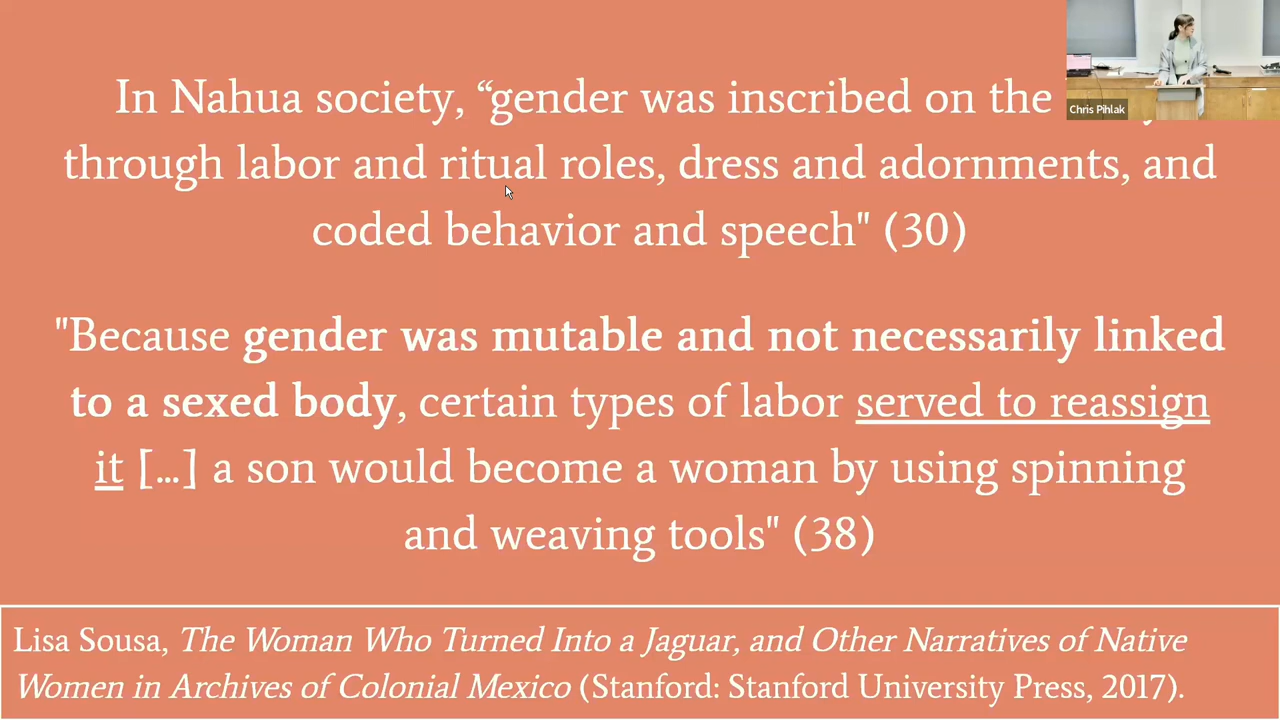 In Nahua society, “gender was inscribed on the
through labor and ritual roles, dress and adornments, and
coded behavior and speech" (30)
"Because gender was mutable and not necessarily linked
to a sexed body, certain types of labor served to reassign
it [...] a son would become a woman by using spinning
and weaving tools" (38)
Lisa Sousa, The Woman Who Turned Into a Jaguar, and Other Narratives of Native
Women in Archives of Colonial Mexico (Stanford: Stanford University Press, 2017).
Chris Pihlak